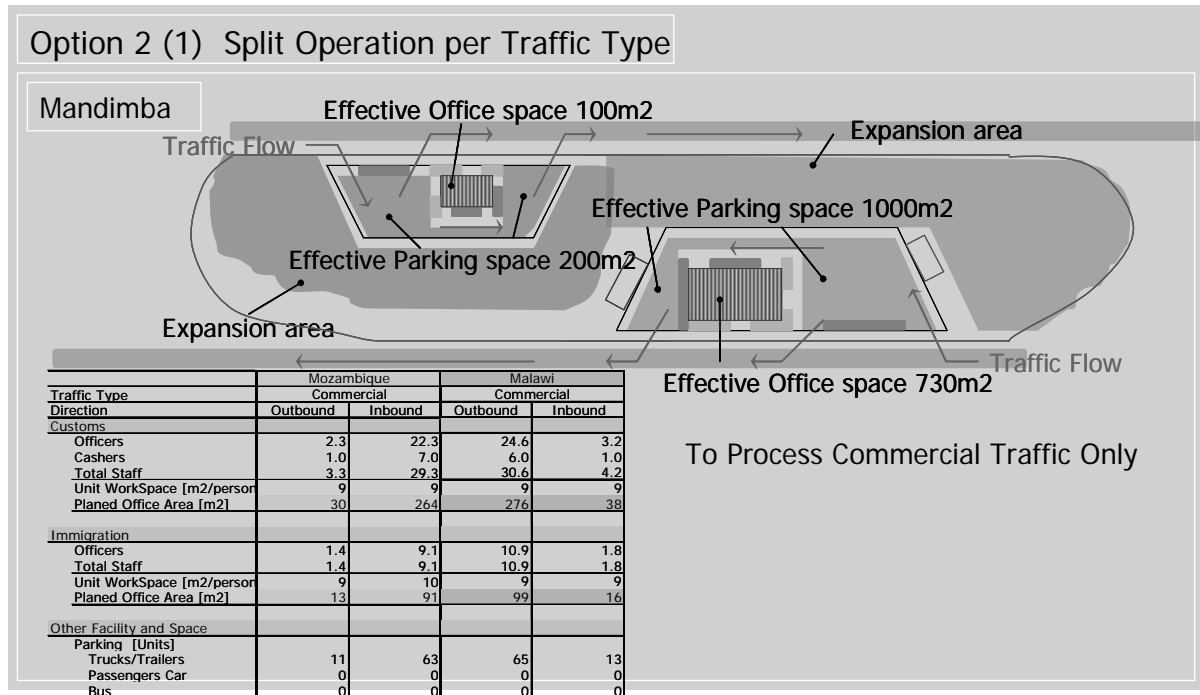 Option 2 (1) Split Operation per Traffic Type
Mandimba
Effective Office space 100m2
Expansion area
Traffic Flow
Effective Parking space 1000m2
Effective Parking space 200m2
Expansion area
Traffic Flow
Effective Office space 730m2
To Process Commercial Traffic Only
Mozambique Malawi
Traffic Type Commercial Commercial
Direction Outbound Inbound Outbound Inbound
Customs
Officers 2.3 22.3 24.6 3.2
Cashers 1.0 7.0 6.0 1.0
Total Staff 3.3 29.3 30.6 4.2
Unit WorkSpace [m2/person 9 9 9 9
Planed Office Area [m2] 30 264 276 38
Immigration
Officers 1.4 9.1 10.9 1.8
Total Staff 1.4 9.1 10.9 1.8
Unit WorkSpace [m2/person 9 10 9 9
Planed Office Area [m2] 13 91 99 16
Other Facility and Space
Parking [Units]
Trucks/Trailers 11 63 65 13
Passengers Car 0 0 0 0
Bus 0 0 0 0